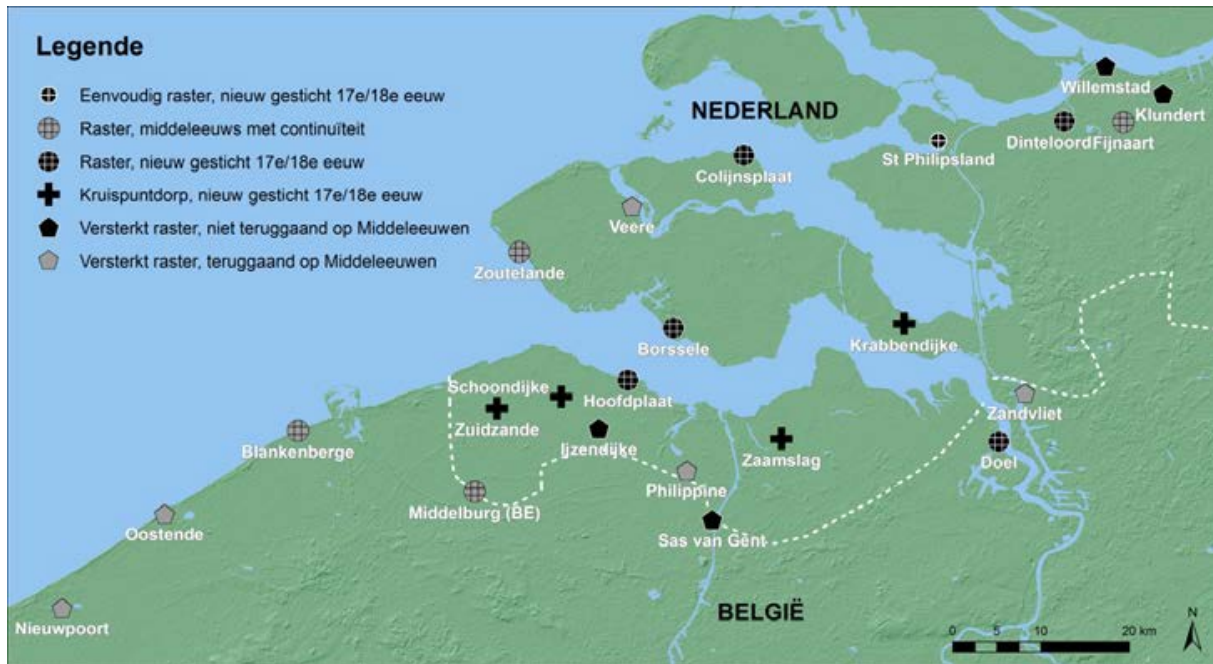 Legende
Eenvoudig raster, nieuw gesticht 17e/18e eeuw
Raster, middeleeuws met continuïteit
Raster, nieuw gesticht 17e/18e eeuw
Kruispuntdorp, nieuw gesticht 17e/18e eeuw
Versterkt raster, niet teruggaand op Middeleeuwen
Versterkt raster, teruggaand op Middeleeuwen
NEDERLAND
Willemstad
Klundert
Dinteloord
Fijnaart
St Philipsland
Colijnsplaat
Veere
Zoutelande
Borssele
Krabbendijke
Schoondijke
Hoofdplaat
Zandvliet
Zuidzande
Ijzendijke
Blankenberge
Zaamslag
Doel
Philippine
Middelburg (BE)
Oostende
Sas van Gent
BELGIË
Nieuwpoort
N
0 5 10 20 km